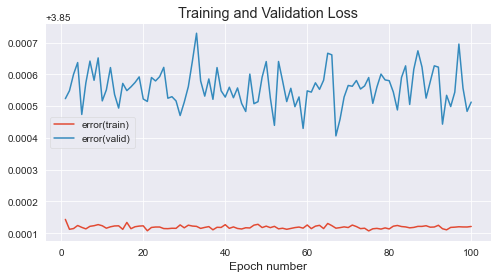 Training and Validation Loss
+3.85
0.0007
0.0006
0.0005
0.0004
0.0003
0.0002
0.0001
error(train)
error(valid)
0 20 40 60 80 100
Epoch number